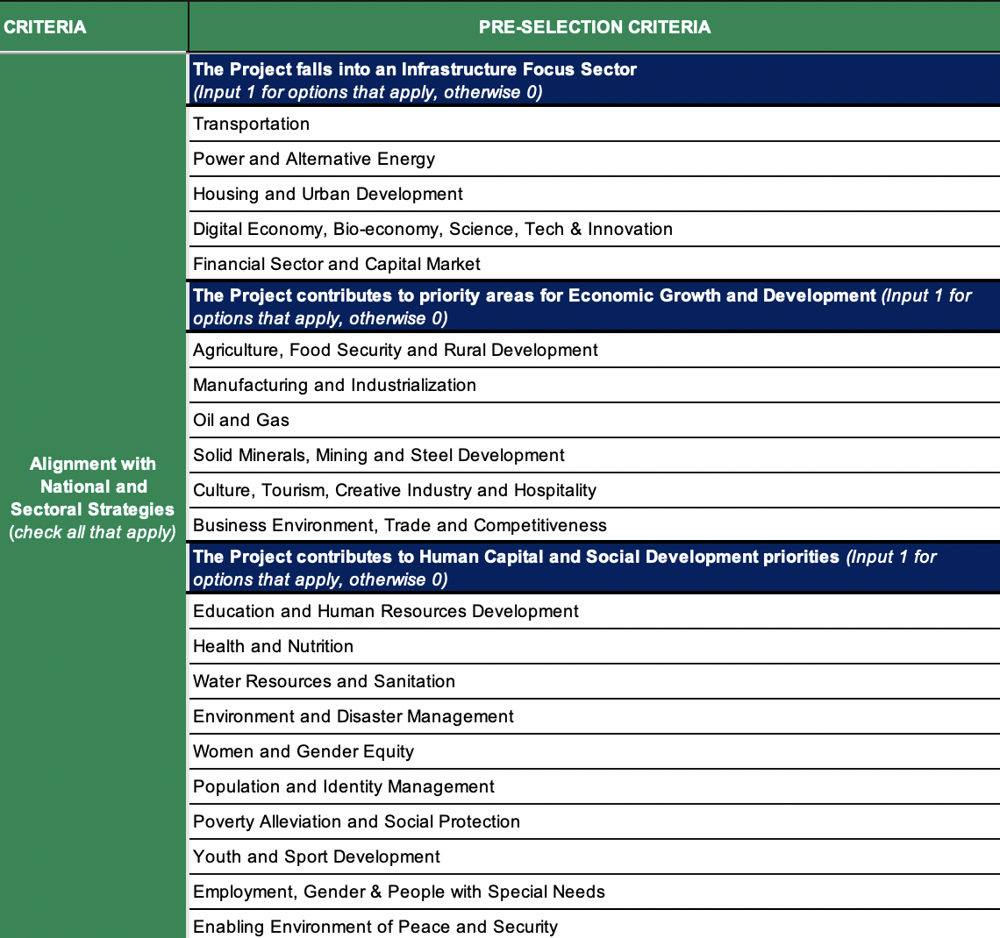 CRITERIA
PRE-SELECTION CRITERIA
The Project falls into an Infrastructure Focus Sector
(Input 1 for options that apply, otherwise 0)
Transportation
Power and Alternative Energy
Housing and Urban Development
Digital Economy, Bio-economy, Science, Tech & Innovation
Financial Sector and Capital Market
The Project contributes to priority areas for Economic Growth and Development (Input 1 for
options that apply, otherwise 0)
Agriculture, Food Security and Rural Development
Manufacturing and Industrialization
Oil and Gas
Solid Minerals, Mining and Steel Development
Culture, Tourism, Creative Industry and Hospitality
Business Environment, Trade and Competitiveness
Alignment with
National and
Sectoral Strategies
(check all that apply)
The Project contributes to Human Capital and Social Development priorities (Input 1 for
options that apply, otherwise 0)
Education and Human Resources Development
Health and Nutrition
Water Resources and Sanitation
Environment and Disaster Management
Women and Gender Equity
Population and Identity Management
Poverty Alleviation and Social Protection
Youth and Sport Development
Employment, Gender & People with Special Needs
Enabling Environment of Peace and Security